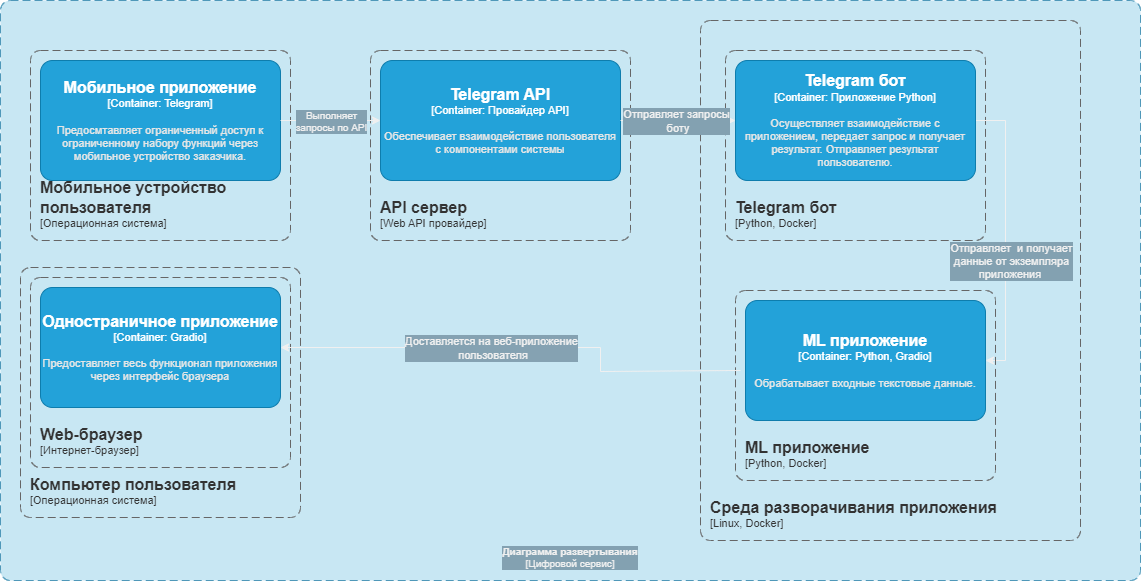 Мобильное приложение
[Container: Telegram]
Предосмтавляет ограниченный доступ к
ограниченному набору функций через
мобильное устройство заказчика.
Мобильное устройство
пользователя
[Операционная система]
Выполняет
запросы по API
Telegram API
[Container: Провайдер API]
Обеспечивает взаимодействие пользователя
с компонентами системы
API сервер
[Web API провайдер]
Отправляет запросы
боту
Telegram бот
[Container: Приложение Python]
Осуществляет взаимодействие с
приложением, передает запрос и получает
результат. Отправляет результат
пользователю.
Telegram бот
[Python, Docker]
Отправляет и получает
данные от экземпляра
приложения
Одностраничное приложение
[Container: Gradio]
Предоставляет весь функционал приложения
через интерфейс браузера
Web-браузер
[Интернет-браузер]
Компьютер пользователя
[Операционная система]
Доставляется на веб-приложение
пользователя
ML приложение
[Container: Python, Gradio]
Обрабатывает входные текстовые данные.
ML приложение
[Python, Docker]
Среда разворачивания приложения
[Linux, Docker]
Диаграмма развертывания
[Цифровой сервис]